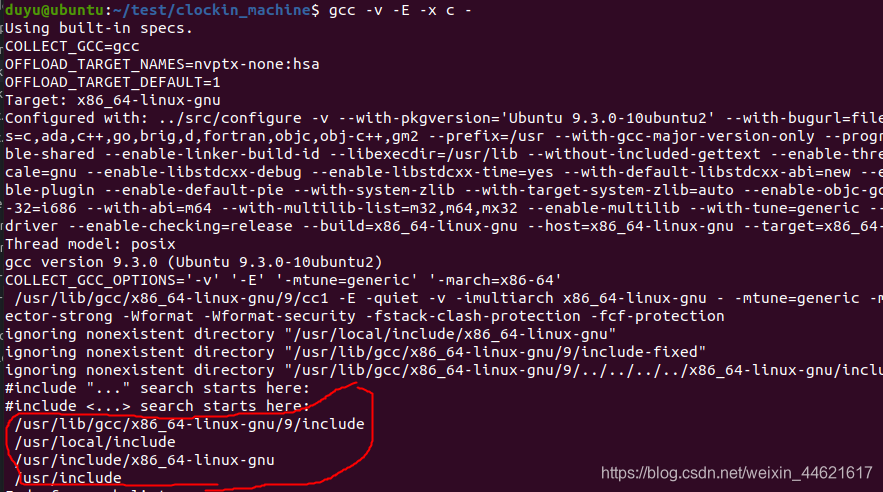 duyu@ubuntu:~/test/clockin_machine$ gcc -v -E -x c -
Using built-in specs.
COLLECT_GCC=gcc
OFFLOAD_TARGET_NAMES=nvptx-none:hsa
OFFLOAD_TARGET_DEFAULT=1
Target: x86_64-linux-gnu
Configured with: ../src/configure -v --with-pkgversion='Ubuntu 9.3.0-10ubuntu2' --with-bugurl=file
s=c,ada,c++,go,brig,d,fortran,objc,obj-c++,gm2 --prefix=/usr --with-gcc-major-version-only --progr
ble-shared --enable-linker-build-id --libexecdir=/usr/lib --without-included-gettext --enable-thre
cale=gnu --enable-libstdcxx-debug --enable-libstdcxx-time=yes --with-default-libstdcxx-abi=new --e
ble-plugin --enable-default-pie --with-system-zlib --with-target-system-zlib=auto --enable-objc-gc
-32=i686 --with-abi=m64 --with-multilib-list=m32,m64,mx32 --enable-multilib --with-tune=generic --
driver --enable-checking=release --build=x86_64-linux-gnu --host=x86_64-linux-gnu --target=x86_64-
Thread model: posix
gcc version 9.3.0 (Ubuntu 9.3.0-10ubuntu2)
COLLECT_GCC_OPTIONS='-v' '-E' '-mtune=generic' '-march=x86-64'
/usr/lib/gcc/x86_64-linux-gnu/9/cc1 -E -quiet -v -imultiarch x86_64-linux-gnu - -mtune=generic -m
ector-strong -Wformat -Wformat-security -fstack-clash-protection -fcf-protection
ignoring nonexistent directory "/usr/local/include/x86_64-linux-gnu"
ignoring nonexistent directory "/usr/lib/gcc/x86_64-linux-gnu/9/include-fixed"
ignoring nonexistent directory "/usr/lib/gcc/x86_64-linux-gnu/9/../../../../x86_64-linux-gnu/inclu
#include "..." search starts here:
#include <...> search starts here:
/usr/lib/gcc/x86_64-linux-gnu/9/include
/usr/local/include
/usr/include/x86_64-linux-gnu
/usr/include
https://blog.csdn.net/weixin_44621617